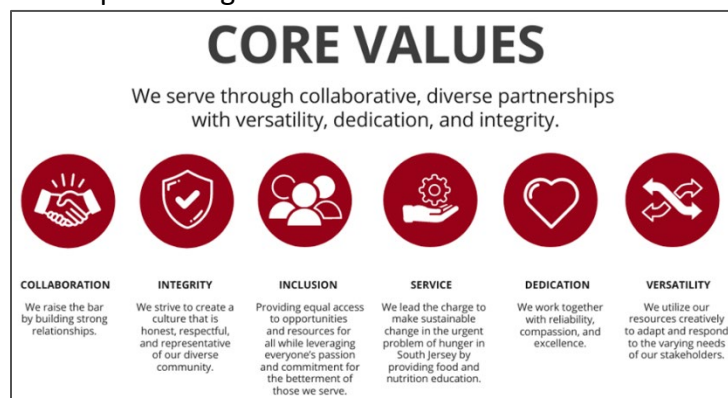 CORE VALUES
We serve through collaborative, diverse partnerships
with versatility, dedication, and integrity.
COLLABORATION
We raise the bar
by building strong
relationships.
INTEGRITY
We strive to create a
culture that is
honest, respectful,
and representative
of our diverse
community.
INCLUSION
Providing equal access
to opportunities
and resources for
all while leveraging
everyone's passion
and commitment for
the betterment of
those we serve.
SERVICE
We lead the charge to
make sustainable
change in the urgent
problem of hunger in
South Jersey by
providing food and
nutrition education.
DEDICATION
We work together
with reliability,
compassion, and
excellence.
VERSATILITY
We utilize our
resources creatively
to adapt and respond
to the varying needs
of our stakeholders.